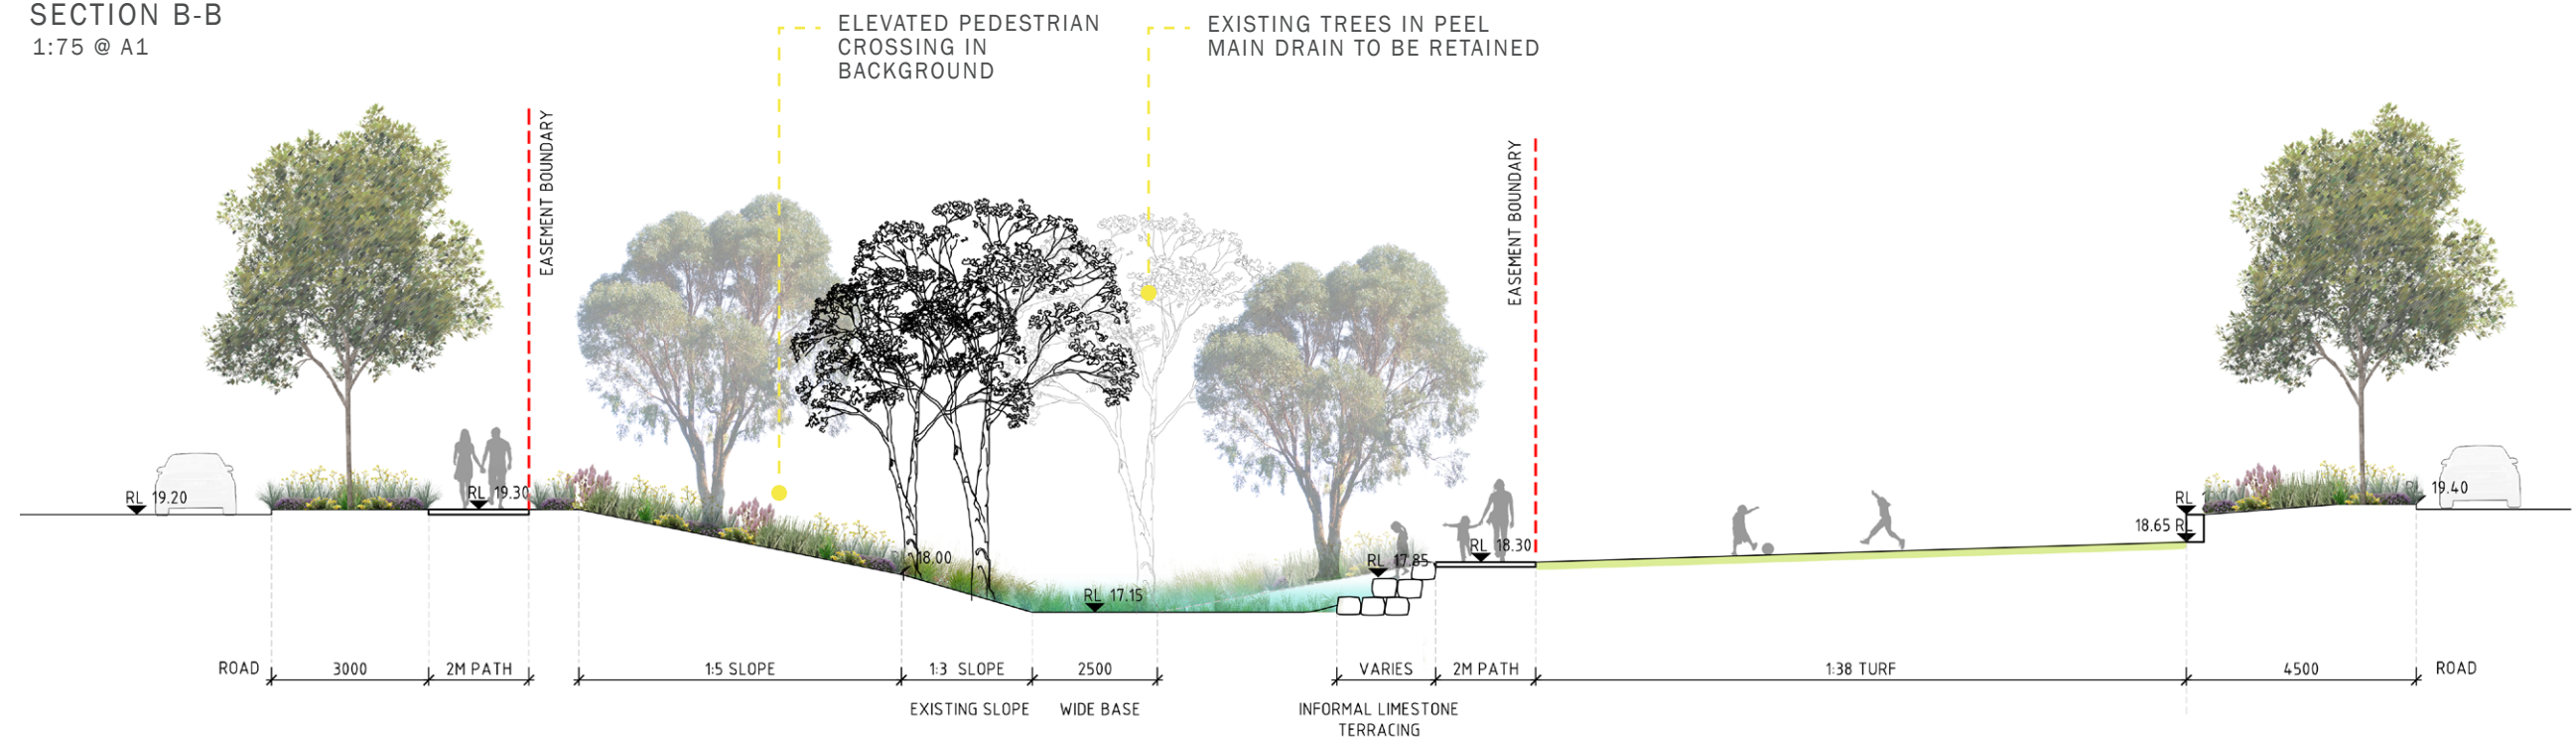 SECTION B-B
1:75 @ A1
ELEVATED PEDESTRIAN
CROSSING IN
BACKGROUND
EXISTING TREES IN PEEL
MAIN DRAIN TO BE RETAINED
EASEMENT BOUNDARY
EASEMENT BOUNDARY
RL 19.20
RL 19.30
RL 18.00
RL 17.15
RL 17.85
RL 18.30
RL
18.65 RL
19.40
ROAD
3000
2M PATH
1:5 SLOPE
1:3 SLOPE
2500
VARIES
2M PATH
1:38 TURF
4500
ROAD
EXISTING SLOPE
WIDE BASE
INFORMAL LIMESTONE
TERRACING